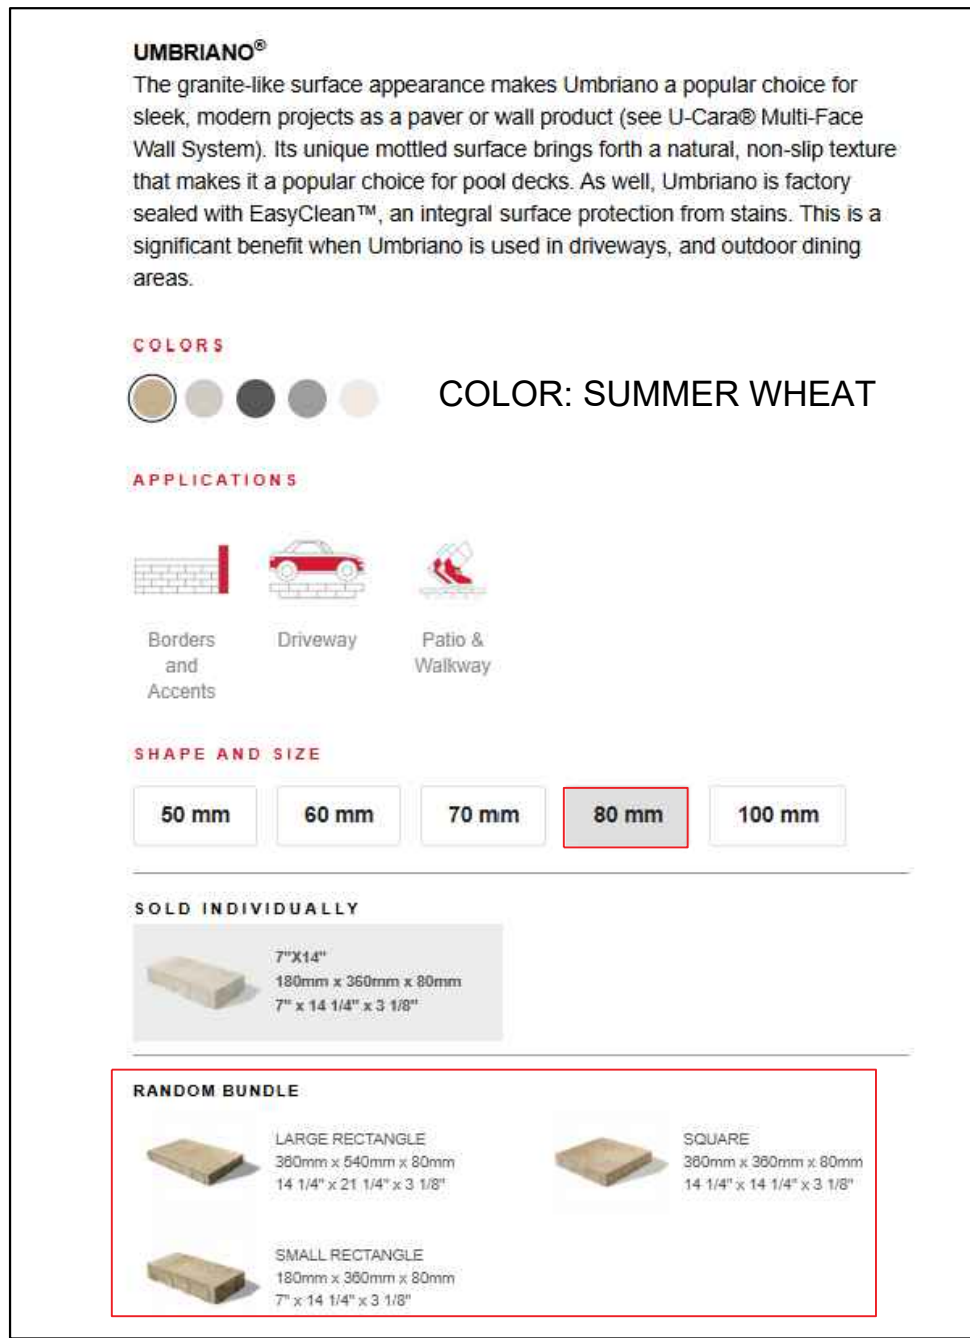 UMBRIANO®
The granite-like surface appearance makes Umbriano a popular choice for
sleek, modern projects as a paver or wall product (see U-Cara® Multi-Face
Wall System). Its unique mottled surface brings forth a natural, non-slip texture
that makes it a popular choice for pool decks. As well, Umbriano is factory
sealed with EasyClean™, an integral surface protection from stains. This is a
significant benefit when Umbriano is used in driveways, and outdoor dining
areas.
COLORS
COLOR: SUMMER WHEAT
APPLICATIONS
Borders
and
Accents
Driveway
Patio &
Walkway
SHAPE AND SIZE
50 mm
60 mm
70 mm
80 mm
100 mm
SOLD INDIVIDUALLY
7"X14"
180mm x 360mm x 80mm
7" x 14 1/4" x 3 1/8"
RANDOM BUNDLE
LARGE RECTANGLE
360mm x 540mm x 80mm
14 1/4" x 21 1/4" x 3 1/8"
SQUARE
360mm x 360mm x 80mm
14 1/4" x 14 1/4" x 3 1/8"
SMALL RECTANGLE
180mm x 360mm x 80mm
7" x 14 1/4" x 3 1/8"